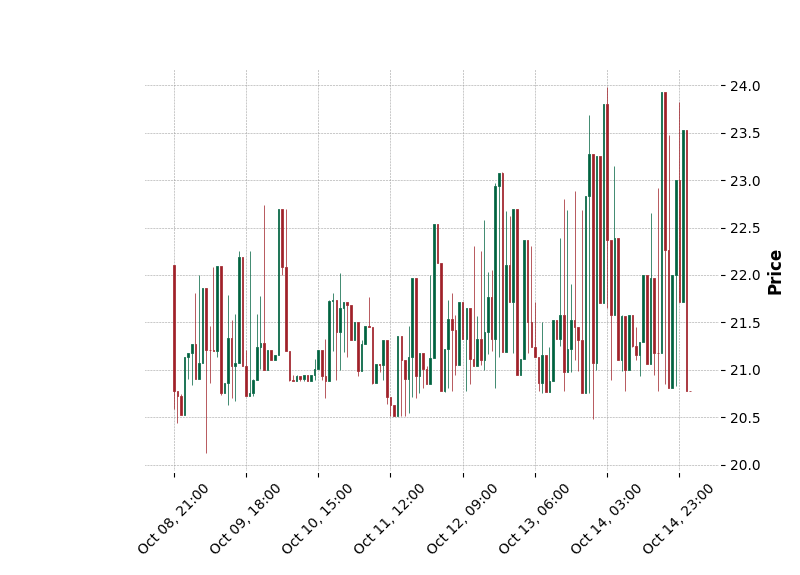 24.0
23.5
23.0
22.5
22.0
21.5
21.0
20.5
20.0
Price
Oct 08, 21:00
Oct 09, 18:00
Oct 10, 15:00
Oct 11, 12:00
Oct 12, 09:00
Oct 13, 06:00
Oct 14, 03:00
Oct 14, 23:00